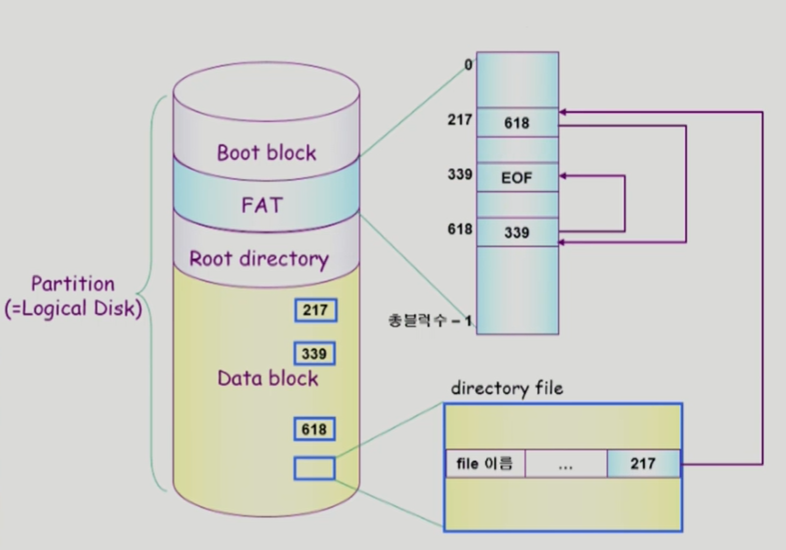 Boot block
FAT
Root directory
Partition
(=Logical Disk)
217
339
Data block
618
0
217
618
339
EOF
618
339
총블럭수 – 1
directory file
file 이름
...
217